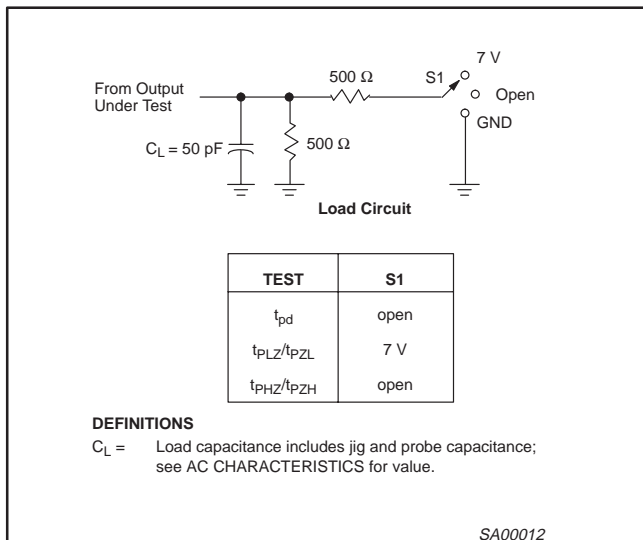 7 V
500 Ω
S1
From Output
Under Test
Open
GND
C_L = 50 pF
500 Ω
Load Circuit
TEST S1
t_pd open
t_PLZ/t_PZL 7 V
t_PHZ/t_PZH open
DEFINITIONS
C_L = Load capacitance includes jig and probe capacitance;
see AC CHARACTERISTICS for value.
SA00012